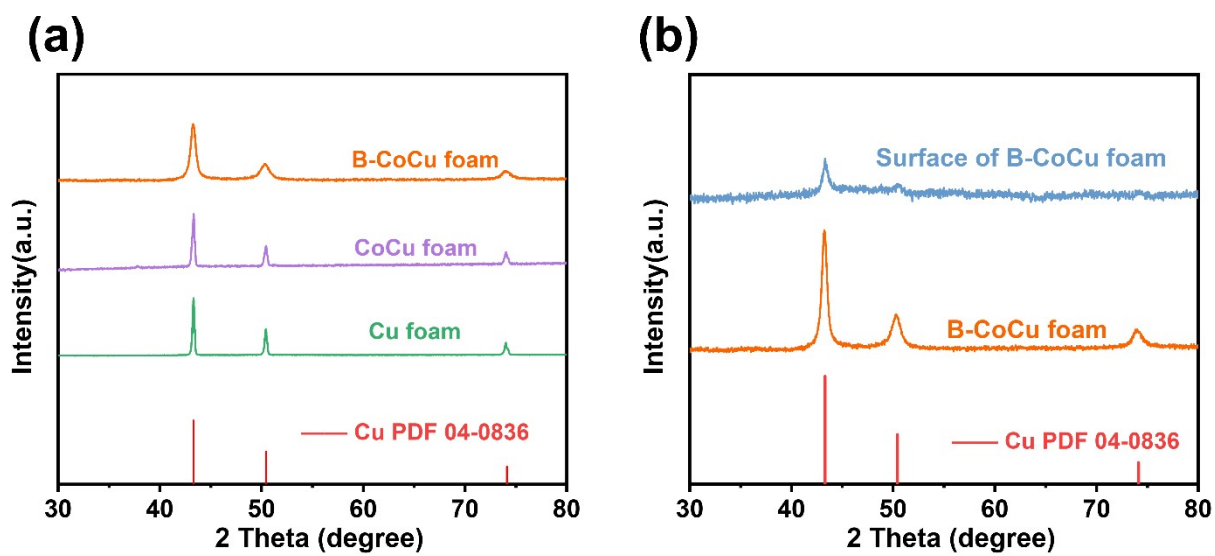 (a)
B-CoCu foam
CoCu foam
Cu foam
Cu PDF 04-0836
Intensity(a.u.)
30 40 50 60 70 80
2 Theta (degree)
(b)
Surface of B-CoCu foam
B-CoCu foam
Cu PDF 04-0836
Intensity(a.u.)
30 40 50 60 70 80
2 Theta (degree)